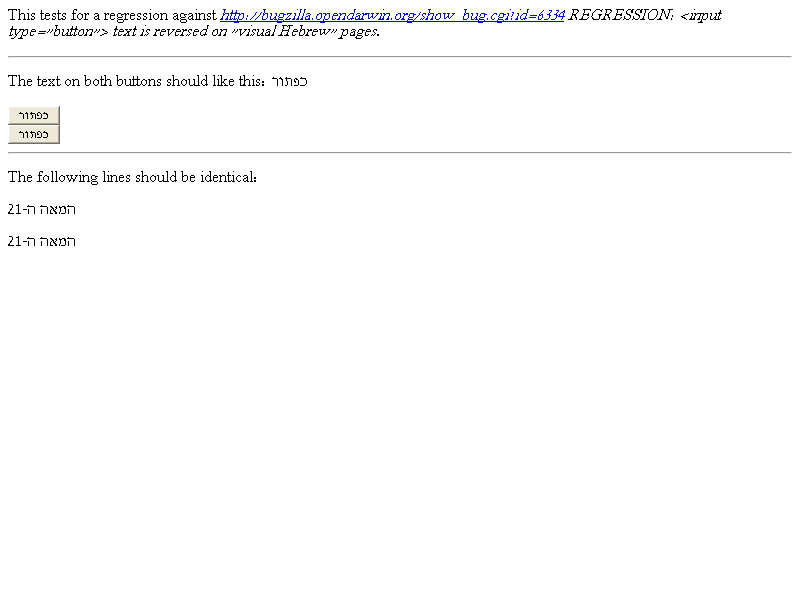 This tests for a regression against http://bugzilla.opendarwin.org/show_bug.cgi?id=6334 REGRESSION: <input
type="button"> text is reversed on "visual Hebrew" pages.
The text on both buttons should like this: כפתור
כפתור
כפתור
The following lines should be identical:
המאה ה-21
המאה ה-21